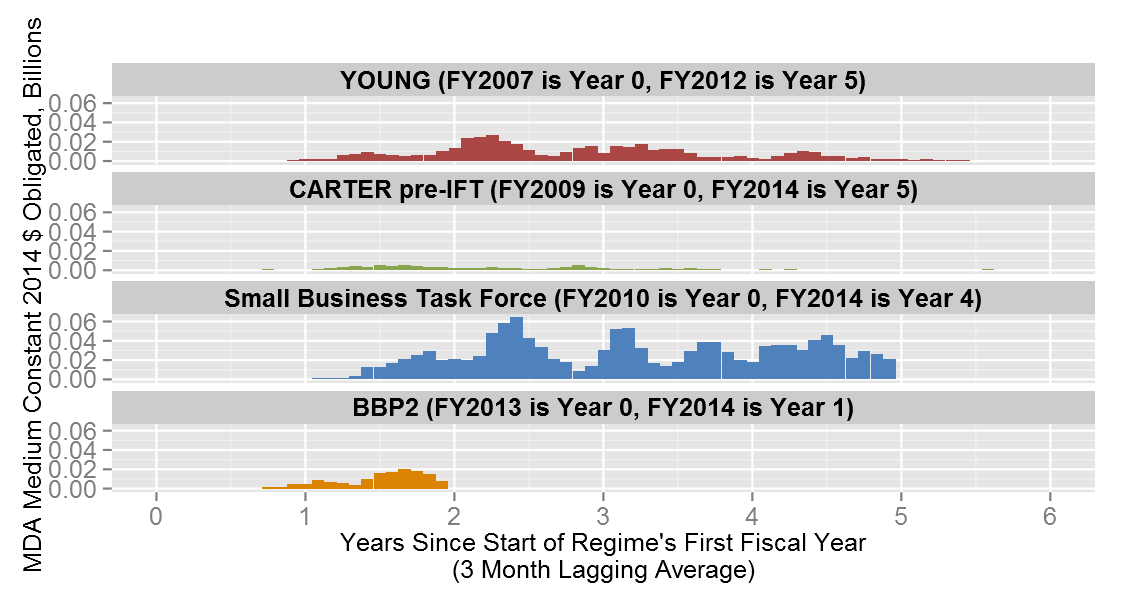 MDA Medium Constant 2014 $ Obligated, Billions
YOUNG (FY2007 is Year 0, FY2012 is Year 5)
0.06
0.04
0.02
0.00
CARTER pre-IFT (FY2009 is Year 0, FY2014 is Year 5)
0.06
0.04
0.02
0.00
Small Business Task Force (FY2010 is Year 0, FY2014 is Year 4)
0.06
0.04
0.02
0.00
BBP2 (FY2013 is Year 0, FY2014 is Year 1)
0.06
0.04
0.02
0.00
0 1 2 3 4 5 6
Years Since Start of Regime's First Fiscal Year
(3 Month Lagging Average)